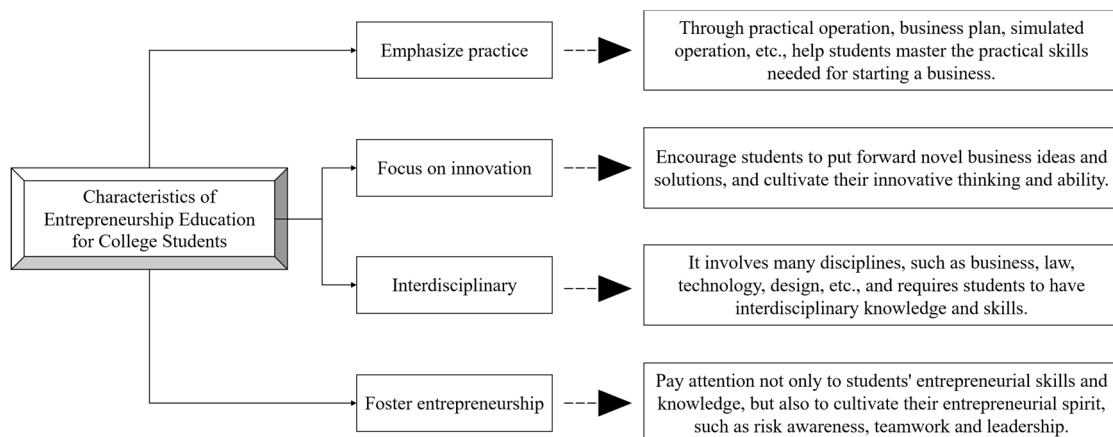 Characteristics of
Entrepreneurship Education
for College Students
Emphasize practice
Through practical operation, business plan, simulated
operation, etc., help students master the practical skills
needed for starting a business.
Focus on innovation
Encourage students to put forward novel business ideas and
solutions, and cultivate their innovative thinking and ability.
Interdisciplinary
It involves many disciplines, such as business, law,
technology, design, etc., and requires students to have
interdisciplinary knowledge and skills.
Foster entrepreneurship
Pay attention not only to students' entrepreneurial skills and
knowledge, but also to cultivate their entrepreneurial spirit,
such as risk awareness, teamwork and leadership.